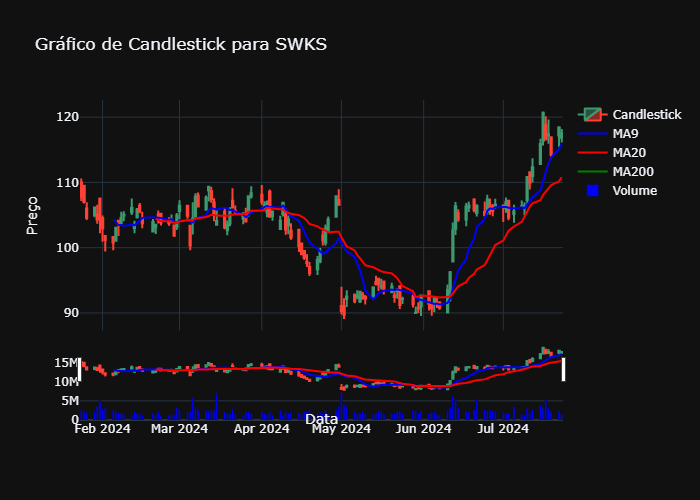 Gráfico de Candlestick para SWKS
Candlestick
MA9
MA20
MA200
Volume
Preço
120
110
100
90
15M
10M
5M
0
Feb 2024
Mar 2024
Apr 2024
May 2024
Jun 2024
Jul 2024
Data